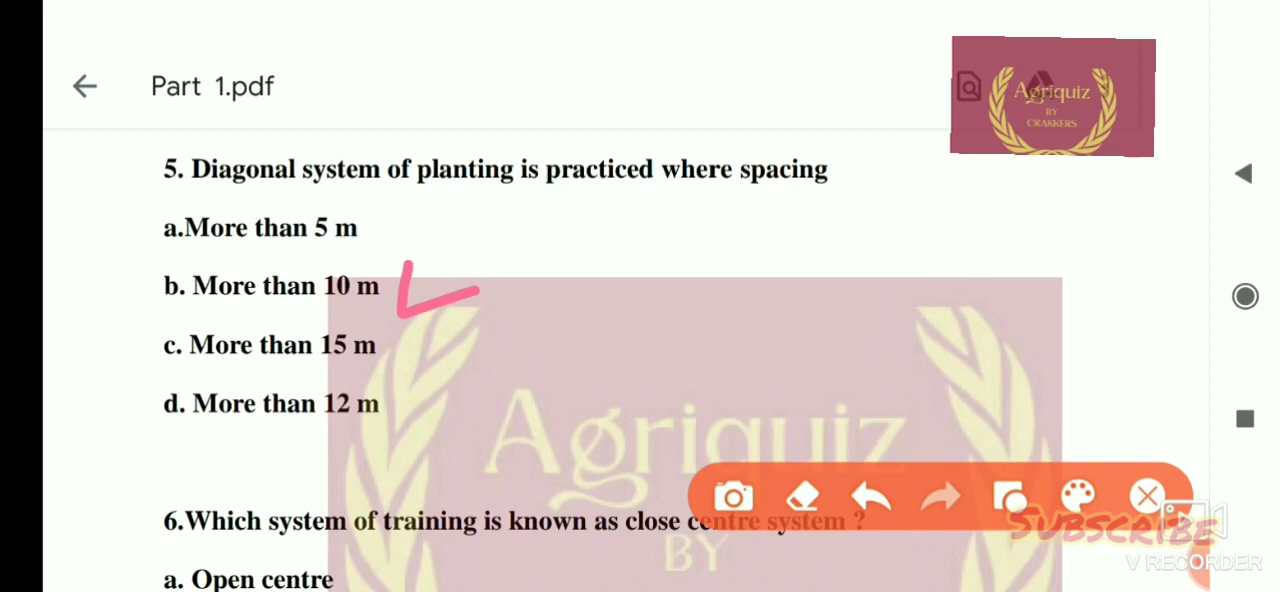 Part 1.pdf
Agriquiz
BY
CRAKKERS
5. Diagonal system of planting is practiced where spacing
a.More than 5 m
b. More than 10 m
c. More than 15 m
d. More than 12 m
Agriquiz
6.Which system of training is known as close centre system ?
SUBSCRIBE
BY
V RECORDER
a. Open centre